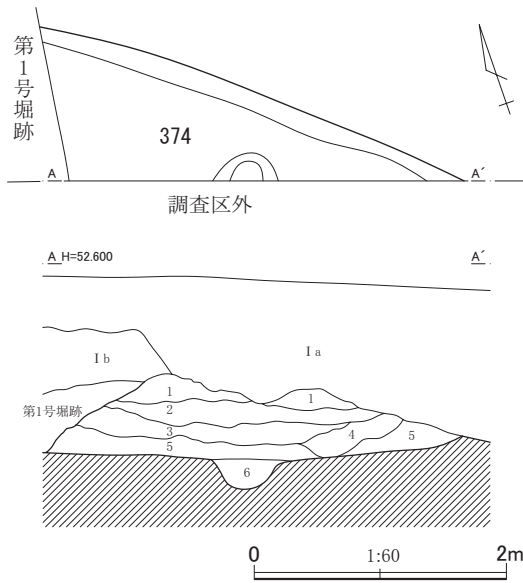 第1号堀跡
374
A A´
調査区外
A H=52.600 A´
Ⅰb Ⅰa
1 1
第1号堀跡 2
3 4 5
5
6
0 1:60 2m